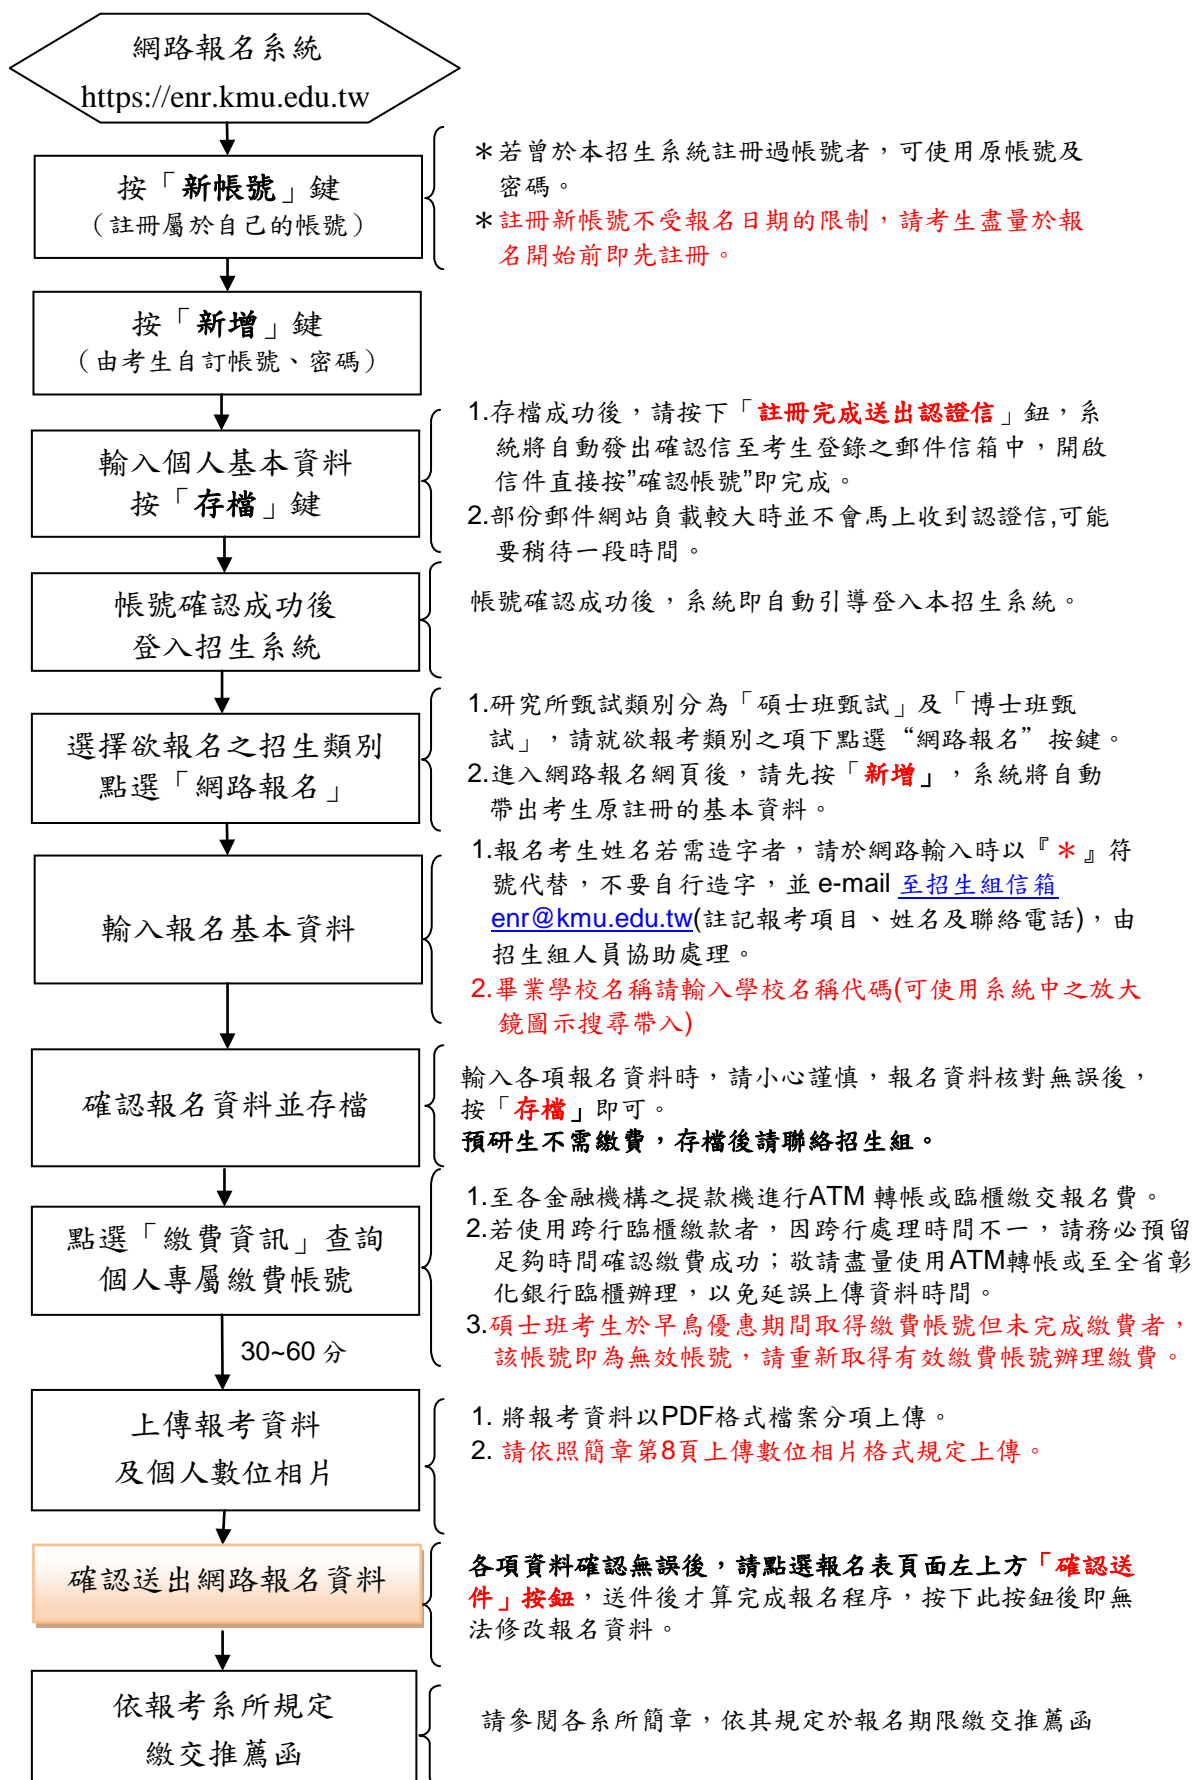 網路報名系統
https://enr.kmu.edu.tw
按「新帳號」鍵
（註冊屬於自己的帳號）
＊若曾於本招生系統註冊過帳號者，可使用原帳號及
密碼。
＊註冊新帳號不受報名日期的限制，請考生盡量於報
名開始前即先註冊。
按「新增」鍵
（由考生自訂帳號、密碼）
輸入個人基本資料
按「存檔」鍵
1.存檔成功後，請按下「註冊完成送出認證信」鈕，系
統將自動發出確認信至考生登錄之郵件信箱中，開啟
信件直接按”確認帳號”即完成。
2.部份郵件網站負載較大時並不會馬上收到認證信,可能
要稍待一段時間。
帳號確認成功後
登入招生系統
帳號確認成功後，系統即自動引導登入本招生系統。
選擇欲報名之招生類別
點選「網路報名」
1.研究所甄試類別分為「碩士班甄試」及「博士班甄
試」，請就欲報考類別之項下點選“網路報名”按鍵。
2.進入網路報名網頁後，請先按「新增」，系統將自動
帶出考生原註冊的基本資料。
輸入報名基本資料
1.報名考生姓名若需造字者，請於網路輸入時以『＊』符
號代替，不要自行造字，並 e-mail 至招生組信箱
enr@kmu.edu.tw(註記報考項目、姓名及聯絡電話)，由
招生組人員協助處理。
2.畢業學校名稱請輸入學校名稱代碼(可使用系統中之放大
鏡圖示搜尋帶入)
確認報名資料並存檔
輸入各項報名資料時，請小心謹慎，報名資料核對無誤後，
按「存檔」即可。
預研生不需繳費，存檔後請聯絡招生組。
點選「繳費資訊」查詢
個人專屬繳費帳號
1.至各金融機構之提款機進行ATM 轉帳或臨櫃繳交報名費。
2.若使用跨行臨櫃繳款者，因跨行處理時間不一，請務必預留
足夠時間確認繳費成功；敬請盡量使用ATM轉帳或至全省彰
化銀行臨櫃辦理，以免延誤上傳資料時間。
3.碩士班考生於早鳥優惠期間取得繳費帳號但未完成繳費者，
該帳號即為無效帳號，請重新取得有效繳費帳號辦理繳費。
30~60 分
上傳報考資料
及個人數位相片
1. 將報考資料以PDF格式檔案分項上傳。
2. 請依照簡章第8頁上傳數位相片格式規定上傳。
確認送出網路報名資料
各項資料確認無誤後，請點選報名表頁面左上方「確認送
件」按鈕，送件後才算完成報名程序，按下此按鈕後即無
法修改報名資料。
依報考系所規定
繳交推薦函
請參閱各系所簡章，依其規定於報名期限繳交推薦函